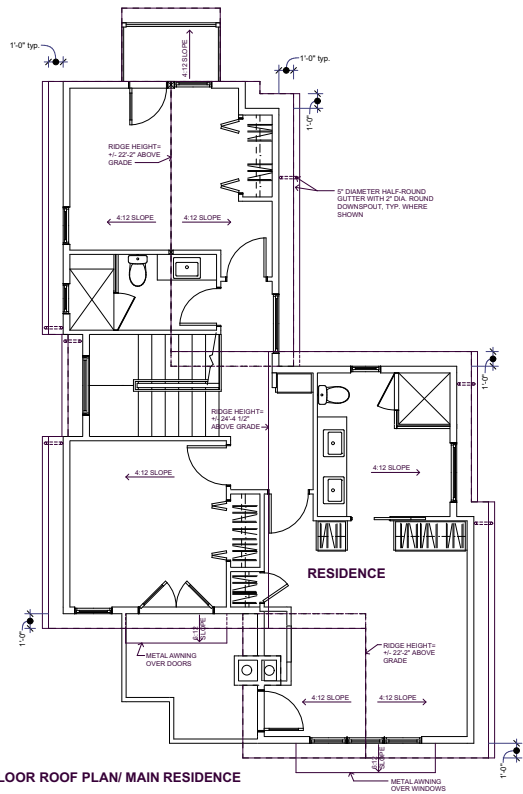 4:12 SLOPE
1'-0" typ.
1'-0" typ.
1'-0"
RIDGE HEIGHT=
+/- 22'-2" ABOVE
GRADE
5" DIAMETER HALF-ROUND
GUTTER WITH 2" DIA. ROUND
DOWNSPOUT, TYP. WHERE
SHOWN
4:12 SLOPE
4:12 SLOPE
1'-0"
RIDGE HEIGHT=
+/- 24'-4 1/2"
ABOVE GRADE
4:12 SLOPE
4:12 SLOPE
RESIDENCE
1'-0"
6:12
SLOPE
METAL AWNING
OVER DOORS
RIDGE HEIGHT=
+/- 22'-2" ABOVE
GRADE
4:12 SLOPE
4:12 SLOPE
6:12
SLOPE
1'-0"
LOOR ROOF PLAN/ MAIN RESIDENCE
METAL AWNING
OVER WINDOWS